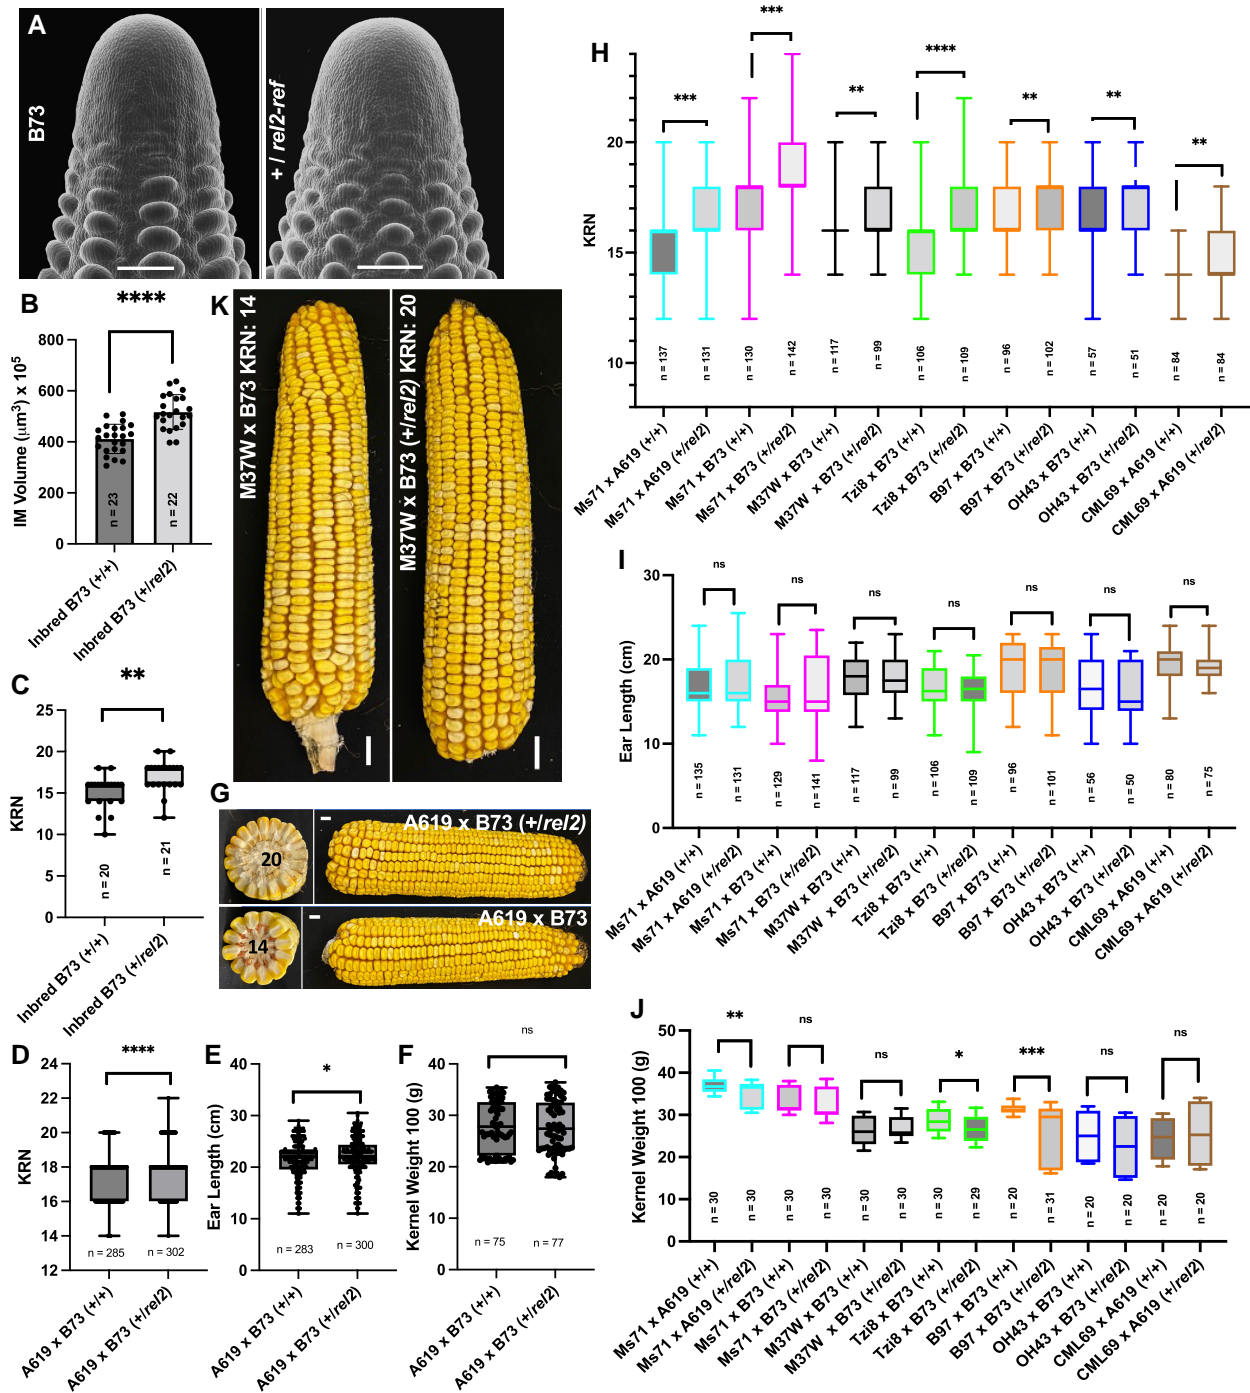 A
B73
+ / rel2-ref
B
****
IM Volume (µm³) x 10⁵
800
600
400
200
0
n = 23
n = 22
Inbred B73 (+/+)
Inbred B73 (+/rel2)
C
**
KRN
25
20
15
10
5
0
n = 20
n = 21
Inbred B73 (+/+)
Inbred B73 (+/rel2)
K
M37W x B73 KRN: 14
M37W x B73 (+/rel2) KRN: 20
G
20
A619 x B73 (+/rel2)
14
A619 x B73
D
****
KRN
24
22
20
18
16
14
12
n = 285
n = 302
A619 x B73 (+/+)
A619 x B73 (+/rel2)
E
*
Ear Length (cm)
40
30
20
10
0
n = 283
n = 300
A619 x B73 (+/+)
A619 x B73 (+/rel2)
F
ns
Kernel Weight 100 (g)
40
30
20
10
0
n = 75
n = 77
A619 x B73 (+/+)
A619 x B73 (+/rel2)
H
*** *** ** **** ** ** **
KRN
20
15
10
n = 137
n = 131
n = 130
n = 142
n = 117
n = 99
n = 106
n = 109
n = 96
n = 102
n = 57
n = 51
n = 84
n = 84
Ms71 x A619 (+/+)
Ms71 x A619 (+/rel2)
Ms71 x B73 (+/+)
Ms71 x B73 (+/rel2)
M37W x B73 (+/+)
M37W x B73 (+/rel2)
Tzi8 x B73 (+/+)
Tzi8 x B73 (+/rel2)
B97 x B73 (+/+)
B97 x B73 (+/rel2)
OH43 x B73 (+/+)
OH43 x B73 (+/rel2)
CML69 x A619 (+/+)
CML69 x A619 (+/rel2)
I
ns ns ns ns ns ns ns
Ear Length (cm)
30
20
10
0
n = 135
n = 131
n = 129
n = 141
n = 117
n = 99
n = 106
n = 109
n = 96
n = 101
n = 56
n = 50
n = 80
n = 75
Ms71 x A619 (+/+)
Ms71 x A619 (+/rel2)
Ms71 x B73 (+/+)
Ms71 x B73 (+/rel2)
M37W x B73 (+/+)
M37W x B73 (+/rel2)
Tzi8 x B73 (+/+)
Tzi8 x B73 (+/rel2)
B97 x B73 (+/+)
B97 x B73 (+/rel2)
OH43 x B73 (+/+)
OH43 x B73 (+/rel2)
CML69 x A619 (+/+)
CML69 x A619 (+/rel2)
J
** ns ns * *** ns ns
Kernel Weight 100 (g)
50
40
30
20
10
0
n = 30
n = 30
n = 30
n = 30
n = 30
n = 30
n = 30
n = 29
n = 20
n = 31
n = 20
n = 20
n = 20
n = 20
Ms71 x A619 (+/+)
Ms71 x A619 (+/rel2)
Ms71 x B73 (+/+)
Ms71 x B73 (+/rel2)
M37W x B73 (+/+)
M37W x B73 (+/rel2)
Tzi8 x B73 (+/+)
Tzi8 x B73 (+/rel2)
B97 x B73 (+/+)
B97 x B73 (+/rel2)
OH43 x B73 (+/+)
OH43 x B73 (+/rel2)
CML69 x A619 (+/+)
CML69 x A619 (+/rel2)